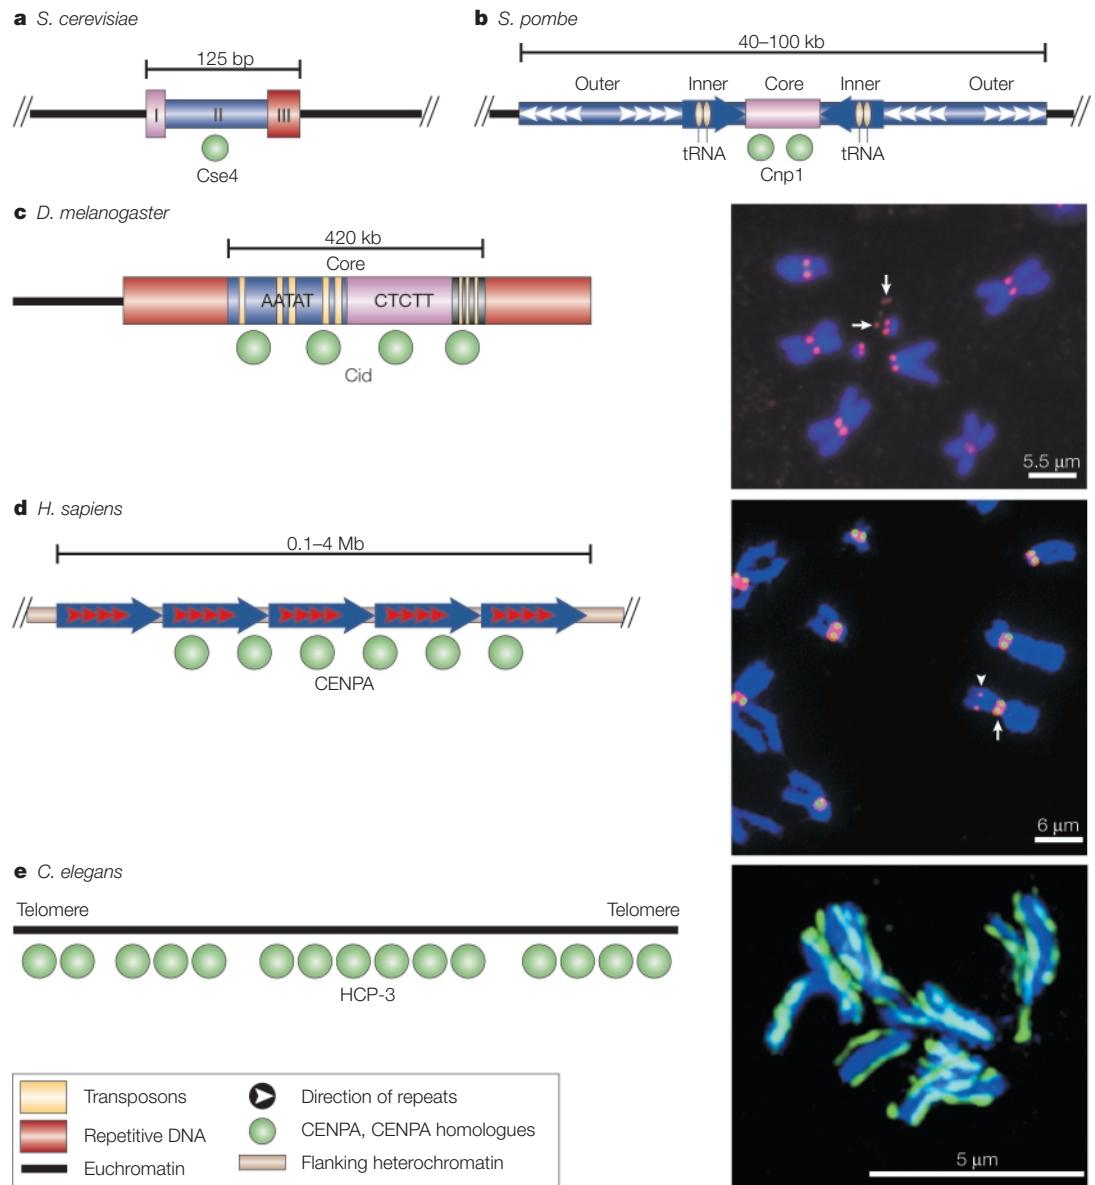 a S. cerevisiae
125 bp
I II III
Cse4
b S. pombe
40–100 kb
Outer Inner Core Inner Outer
tRNA tRNA
Cnp1
c D. melanogaster
420 kb
Core
AATAT CTCTT
Cid
5.5 µm
d H. sapiens
0.1–4 Mb
CENPA
6 µm
e C. elegans
Telomere Telomere
HCP-3
5 µm
Transposons
Repetitive DNA
Euchromatin
Direction of repeats
CENPA, CENPA homologues
Flanking heterochromatin